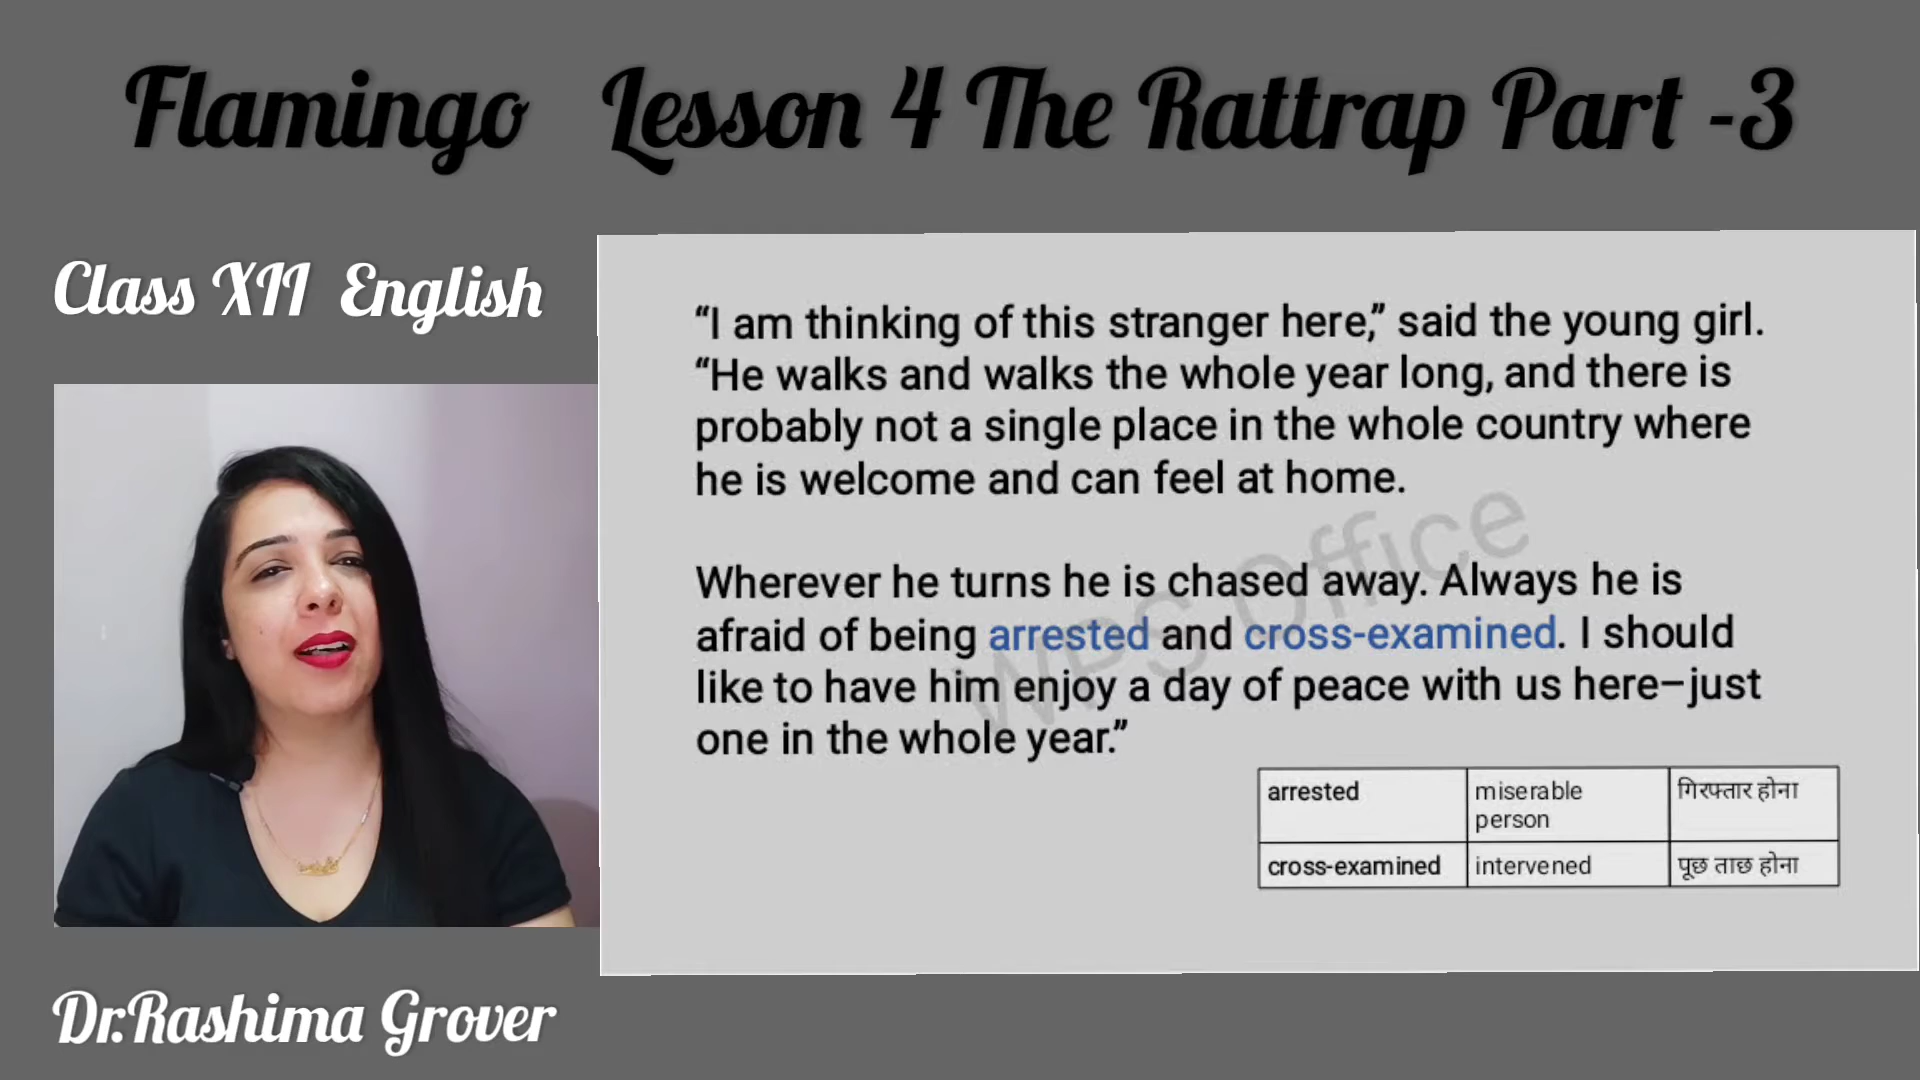 Flamingo Lesson 4 The Rattrap Part -3
Class XII English
“I am thinking of this stranger here,” said the young girl.
“He walks and walks the whole year long, and there is
probably not a single place in the whole country where
he is welcome and can feel at home.
Wherever he turns he is chased away. Always he is
afraid of being arrested and cross-examined. I should
like to have him enjoy a day of peace with us here–just
one in the whole year.”
WPS Office
arrested miserable person गिरफ्तार होना
cross-examined intervened पूछ ताछ होना
Dr.Rashima Grover